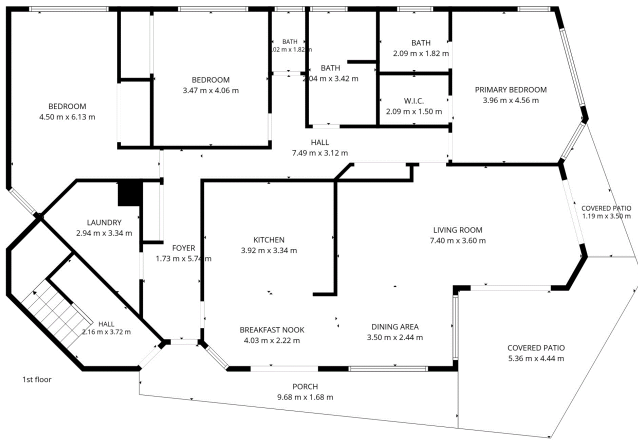 BATH
.02 m x 1.82
BATH
2.04 m x 3.42
BATH
2.09 m x 1.82
BEDROOM
3.47 m x 4.06
PRIMARY BEDROOM
3.96 m x 4.56
BEDROOM
4.50 m x 6.13
W.I.C.
2.09 m x 1.50
HALL
7.49 m x 3.12
COVERED PATIO
1.19 m x 3.50 m
LAUNDRY
2.94 m x 3.34 m
LIVING ROOM
7.40 m x 3.60 m
KITCHEN
3.92 m x 3.34 m
FOYER
1.73 m x 5.74 m
HALL
2.16 m x 3.72 m
BREAKFAST NOOK
4.03 m x 2.22 m
DINING AREA
3.50 m x 2.44 m
COVERED PATIO
5.36 m x 4.44 m
1st floor
PORCH
9.68 m x 1.68 m